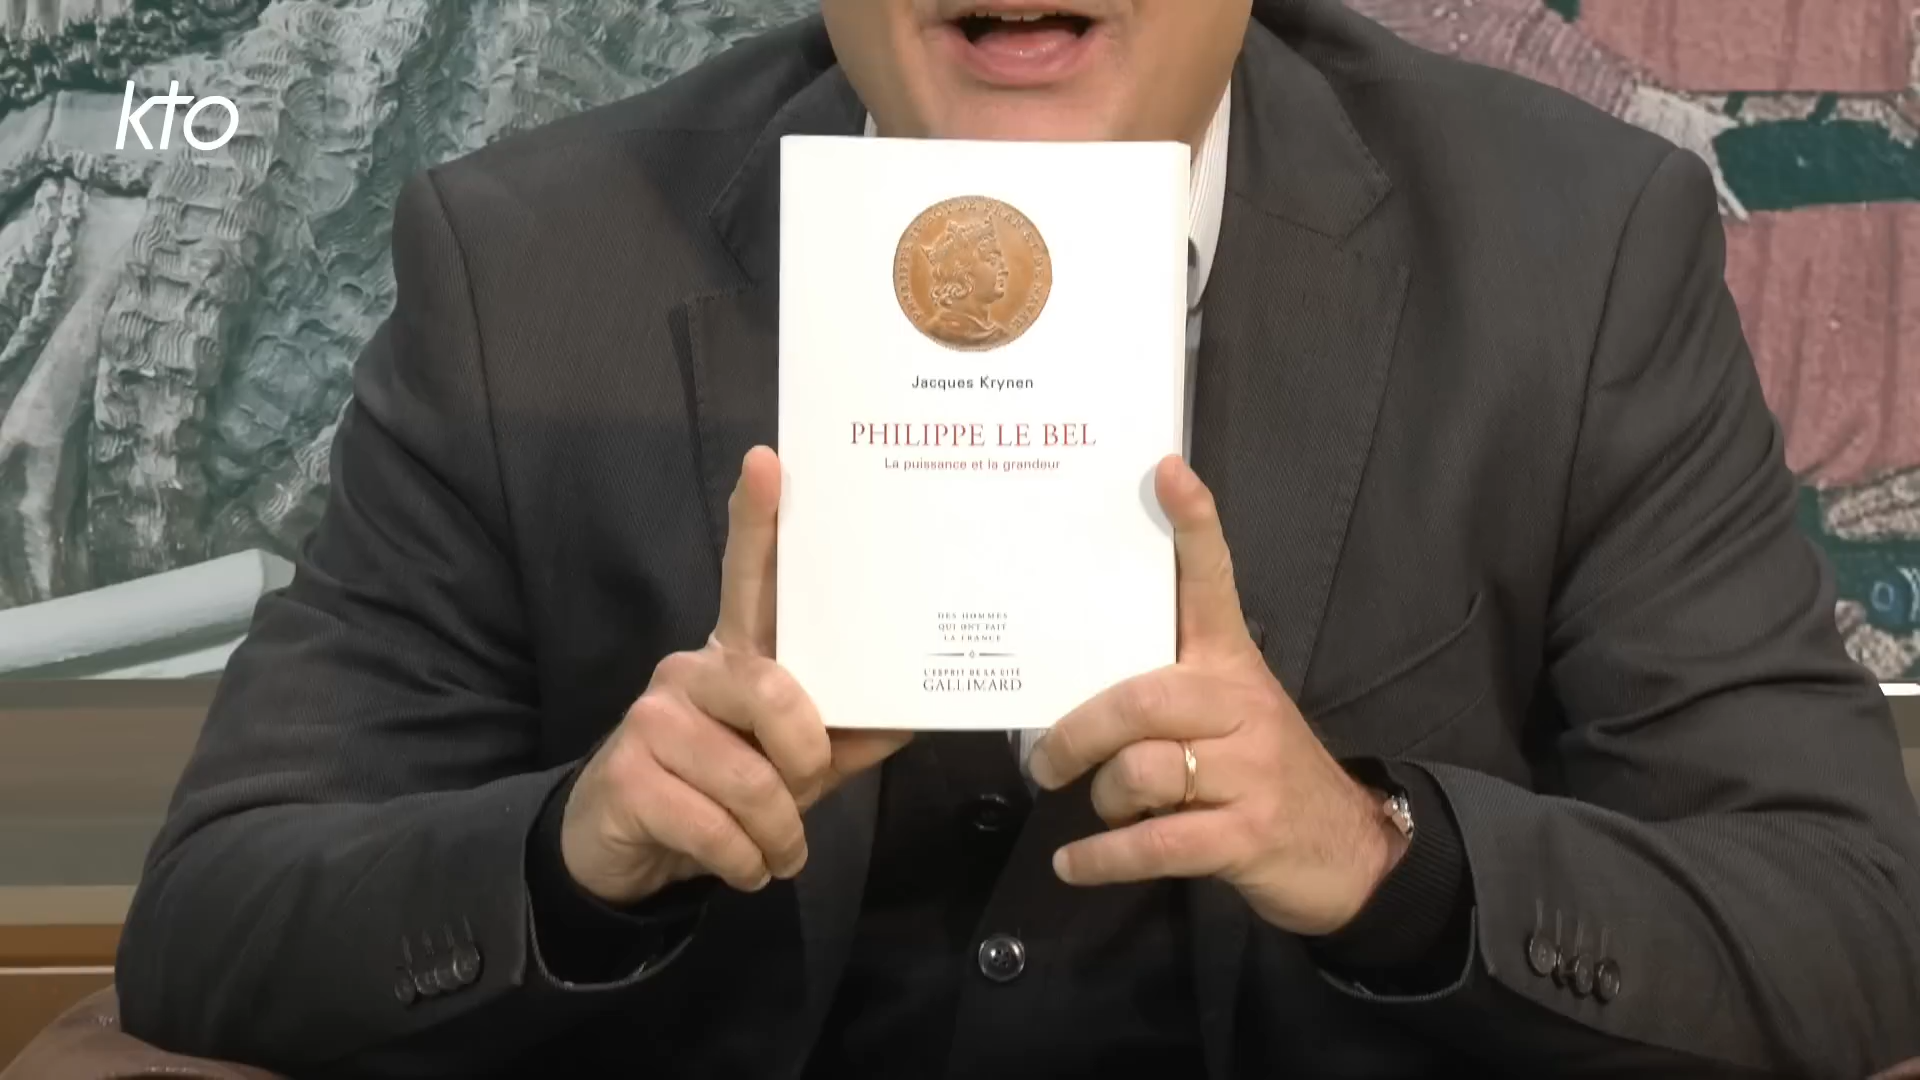 kto
Jacques Krynen
PHILIPPE LE BEL
La puissance et la grandeur
DES HOMMES
QUI ONT FAIT
LA FRANCE
L'ESPRIT DE LA CITÉ
GALLIMARD